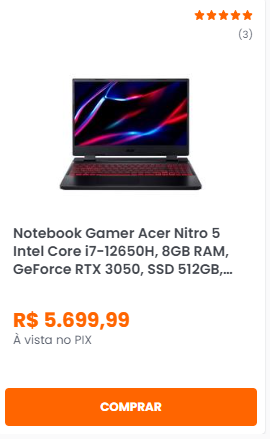 (3)
Notebook Gamer Acer Nitro 5
Intel Core i7-12650H, 8GB RAM,
GeForce RTX 3050, SSD 512GB,...
R$ 5.699,99
À vista no PIX
COMPRAR